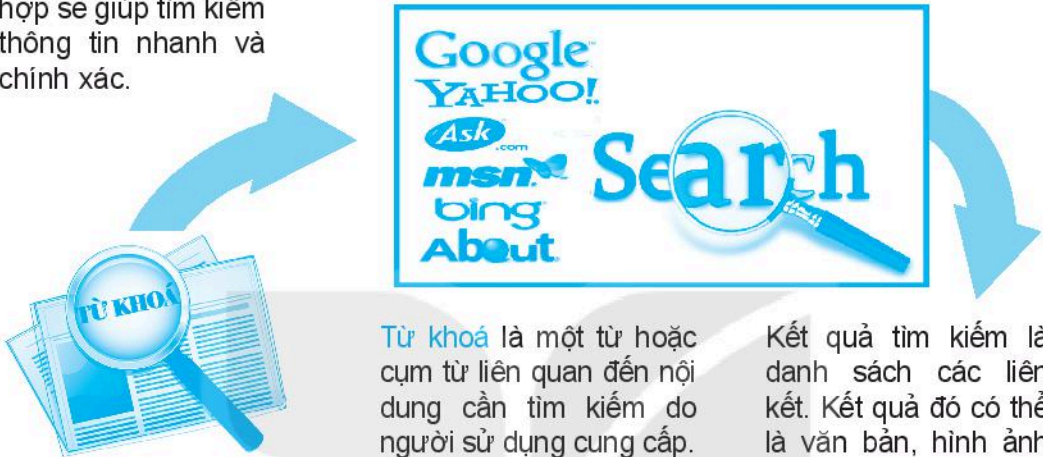 hợp sẽ giúp tìm kiếm
thông tin nhanh và
chính xác.
Google
YAHOO!
Ask
.com
msn
bing
About
Search
TỪ KHOÁ
Từ khoá là một từ hoặc
cụm từ liên quan đến nội
dung cần tìm kiếm do
người sử dụng cung cấp.
Kết quả tìm kiếm là
danh sách các liên
kết. Kết quả đó có thể
là văn bản, hình ảnh